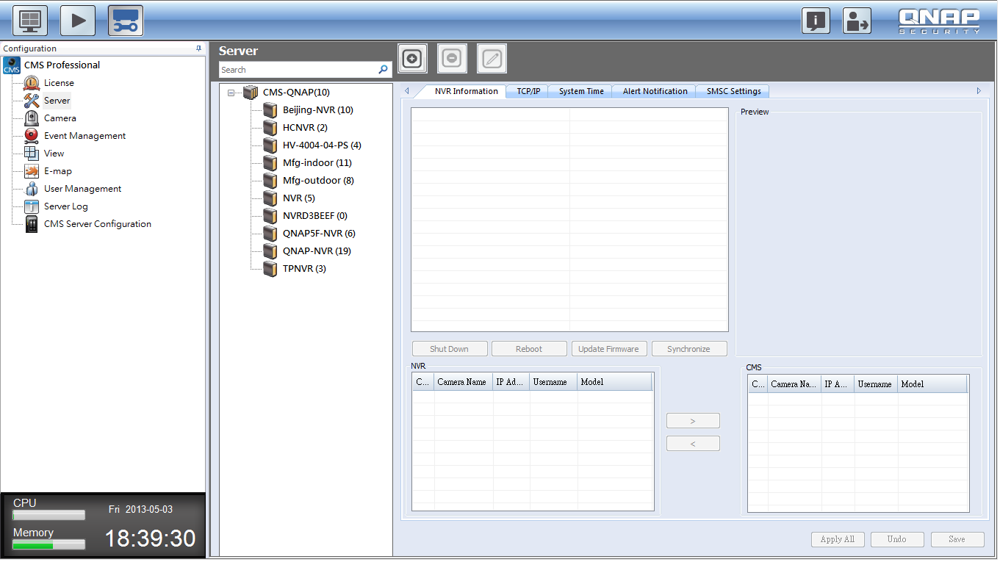 QNAP
SECURITY
Configuration
CMS Professional
CMS
License
Server
Camera
Event Management
View
E-map
User Management
Server Log
CMS Server Configuration
CPU
Memory
Fri 2013-05-03
18:39:30
Server
Search
CMS-QNAP(10)
Beijing-NVR (10)
HCNVR (2)
HV-4004-04-PS (4)
Mfg-indoor (11)
Mfg-outdoor (8)
NVR (5)
NVRD3BEEF (0)
QNAP5F-NVR (6)
QNAP-NVR (19)
TPNVR (3)
NVR Information TCP/IP System Time Alert Notification SMSC Settings
Preview
Shut Down Reboot Update Firmware Synchronize
NVR
C... Camera Name IP Ad... Username Model
>
<
CMS
C... Camera Na... IP A... Username Model
Apply All Undo Save